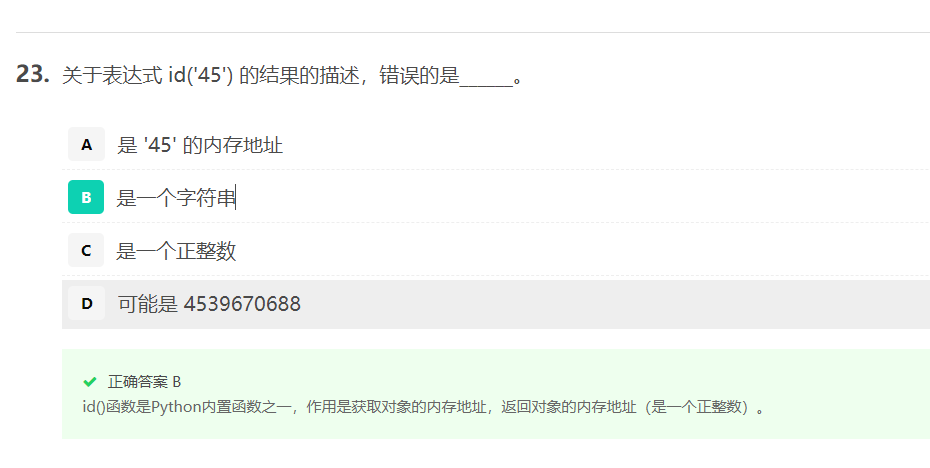 23. 关于表达式 id('45') 的结果的描述，错误的是______。
A 是 '45' 的内存地址
B 是一个字符串
C 是一个正整数
D 可能是 4539670688
正确答案 B
id()函数是Python内置函数之一，作用是获取对象的内存地址，返回对象的内存地址（是一个正整数）。